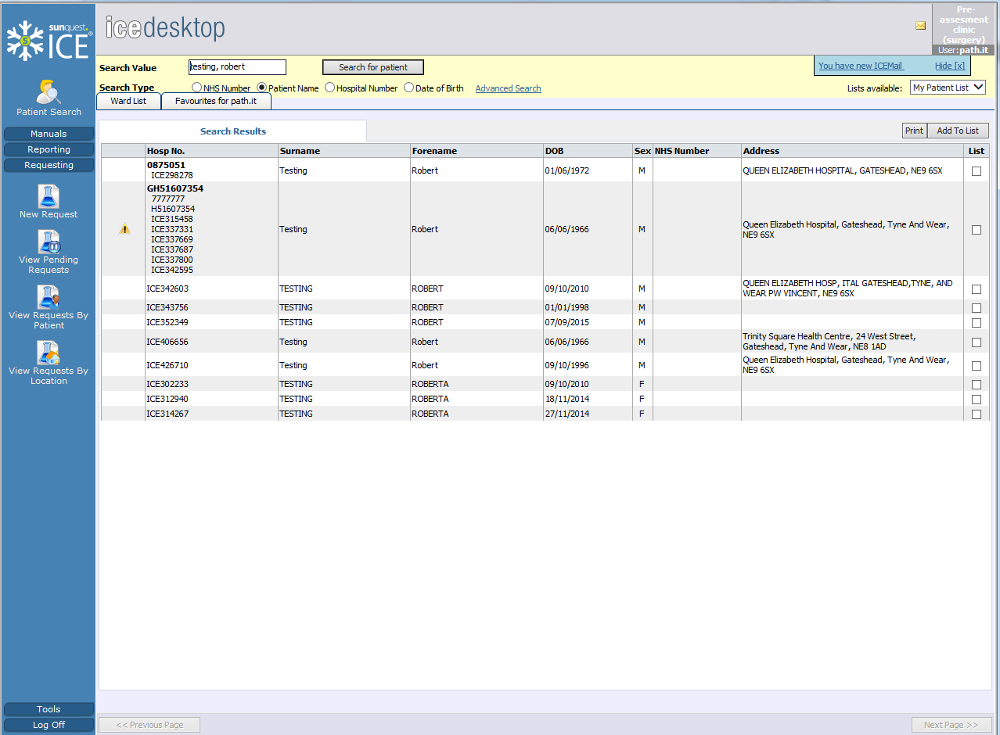 sunquest.®
ICE
icedesktop
Pre-
assesment
clinic
(surgery)
User:path.it
Search Value testing, robert Search for patient
You have new ICEMail Hide [x]
Search Type NHS Number Patient Name Hospital Number Date of Birth Advanced Search
Lists available: My Patient List
Ward List Favourites for path.it
Patient Search
Manuals
Reporting
Requesting
New Request
View Pending
Requests
View Requests By
Patient
View Requests By
Location
Tools
Log Off
Search Results
Print Add To List
Hosp No. Surname Forename DOB Sex NHS Number Address List
0875051
ICE298278 Testing Robert 01/06/1972 M QUEEN ELIZABETH HOSPITAL, GATESHEAD, NE9 6SX
GH51607354
7777777
H51607354
ICE315458
ICE337331
ICE337669
ICE337687
ICE337800
ICE342595
Testing Robert 06/06/1966 M Queen Elizabeth Hospital, Gateshead, Tyne And Wear,
NE9 6SX
ICE342603 TESTING ROBERT 09/10/2010 M QUEEN ELIZABETH HOSP, ITAL GATESHEAD,TYNE, AND
WEAR PW VINCENT, NE9 6SX
ICE343756 TESTING ROBERT 01/01/1998 M
ICE352349 TESTING ROBERT 07/09/2015 M
ICE406656 Testing Robert 06/06/1966 M Trinity Square Health Centre, 24 West Street,
Gateshead, Tyne And Wear, NE8 1AD
ICE426710 Testing Robert 09/10/1996 M Queen Elizabeth Hospital, Gateshead, Tyne And Wear,
NE9 6SX
ICE302233 TESTING ROBERTA 09/10/2010 F
ICE312940 TESTING ROBERTA 18/11/2014 F
ICE314267 TESTING ROBERTA 27/11/2014 F
<< Previous Page Next Page >>